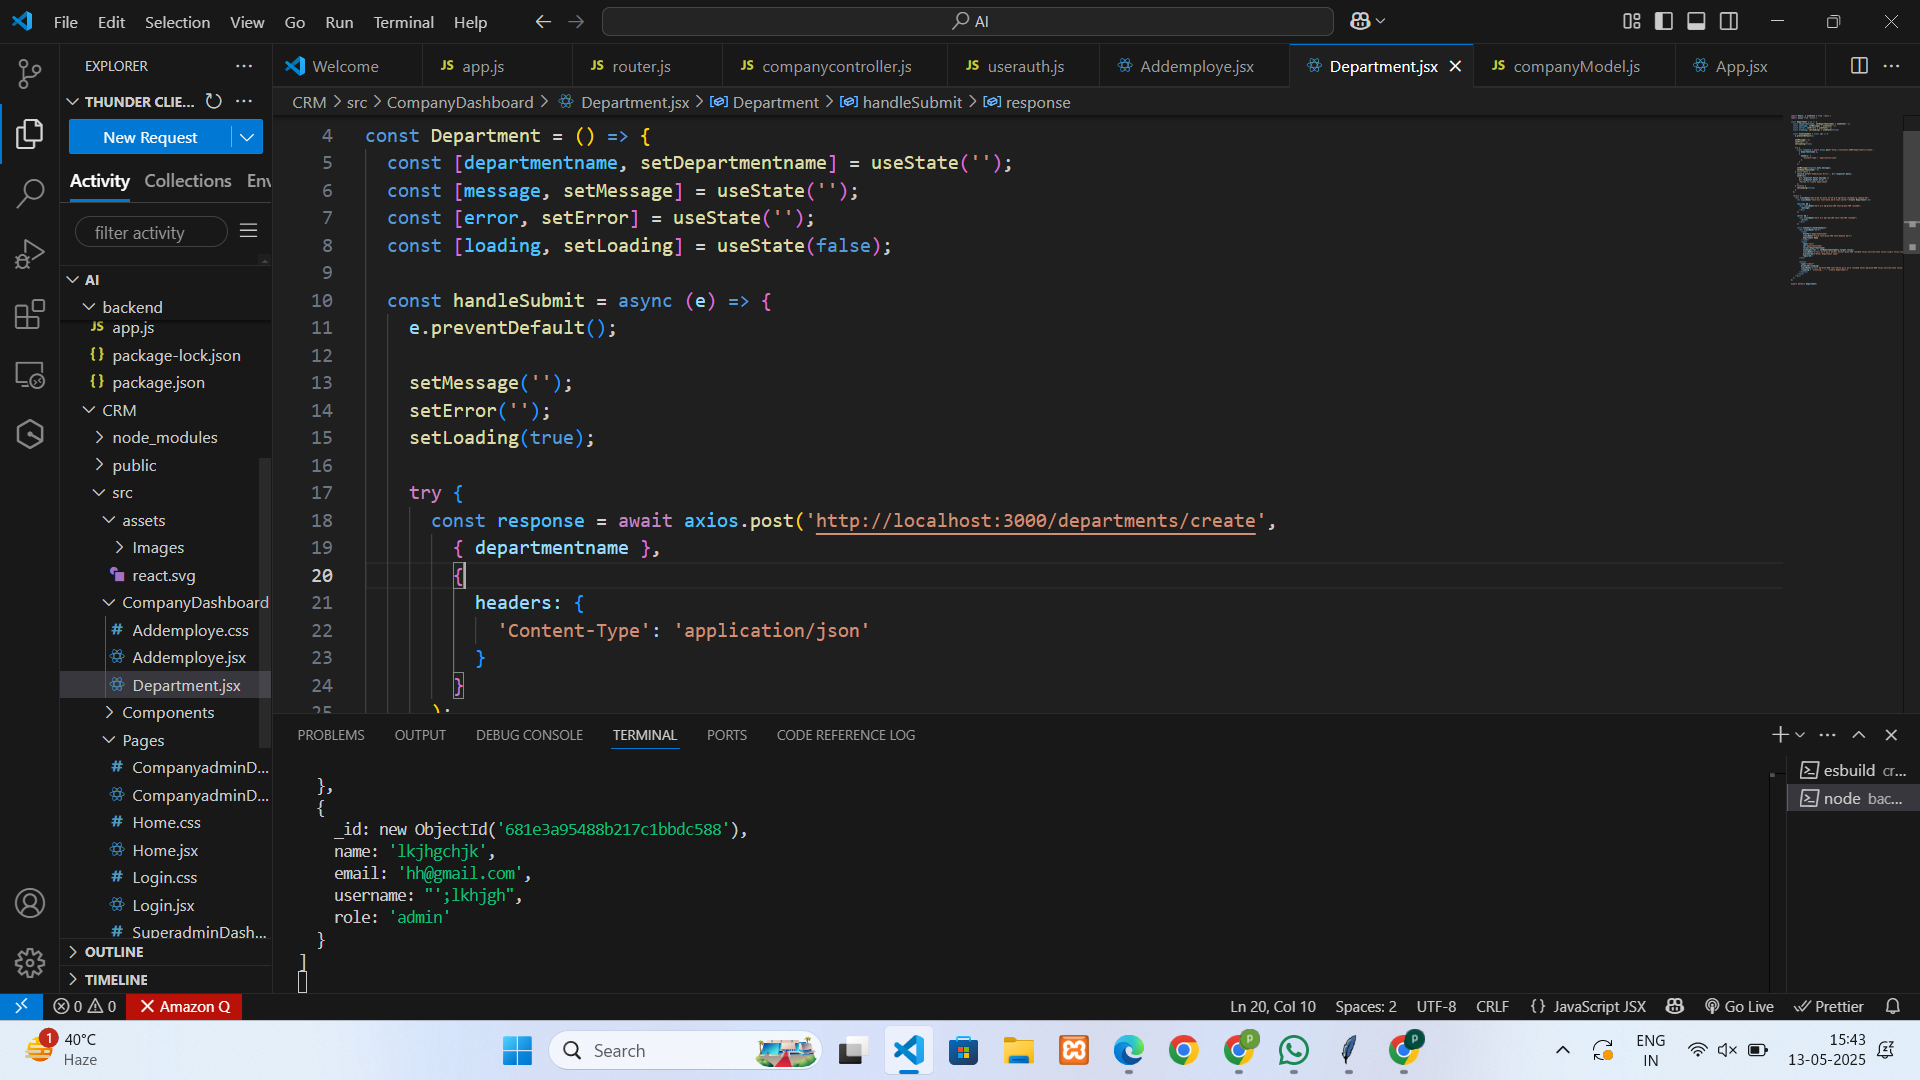 File Edit Selection View Go Run Terminal Help
AI
EXPLORER
THUNDER CLIE...
New Request
Activity Collections Env
filter activity
AI
backend
JS app.js
{} package-lock.json
{} package.json
CRM
node_modules
public
src
assets
Images
react.svg
CompanyDashboard
# Addemploye.css
Addemploye.jsx
Department.jsx
Components
Pages
# CompanyadminD...
CompanyadminD...
# Home.css
Home.jsx
# Login.css
Login.jsx
# SuperadminDash...
OUTLINE
TIMELINE
Welcome
JS app.js
JS router.js
JS companycontroller.js
JS userauth.js
Addemploye.jsx
Department.jsx
JS companyModel.js
App.jsx
CRM > src > CompanyDashboard > Department.jsx > Department > handleSubmit > response
4 const Department = () => {
5 const [departmentname, setDepartmentname] = useState('');
6 const [message, setMessage] = useState('');
7 const [error, setError] = useState('');
8 const [loading, setLoading] = useState(false);
9
10 const handleSubmit = async (e) => {
11 e.preventDefault();
12
13 setMessage('');
14 setError('');
15 setLoading(true);
16
17 try {
18 const response = await axios.post('http://localhost:3000/departments/create',
19 { departmentname },
20 {
21 headers: {
22 'Content-Type': 'application/json'
23 }
24 }
25 );
PROBLEMS OUTPUT DEBUG CONSOLE TERMINAL PORTS CODE REFERENCE LOG
},
{
_id: new ObjectId('681e3a95488b217c1bbdc588'),
name: 'lkjhgchjk',
email: 'hh@gmail.com',
username: "';lkhjgh",
role: 'admin'
}
]
esbuild cr...
node bac...
0 0 Amazon Q
Ln 20, Col 10 Spaces: 2 UTF-8 CRLF {} JavaScript JSX Go Live Prettier
1
40°C
Haze
Search
P
P
ENG
IN
15:43
13-05-2025